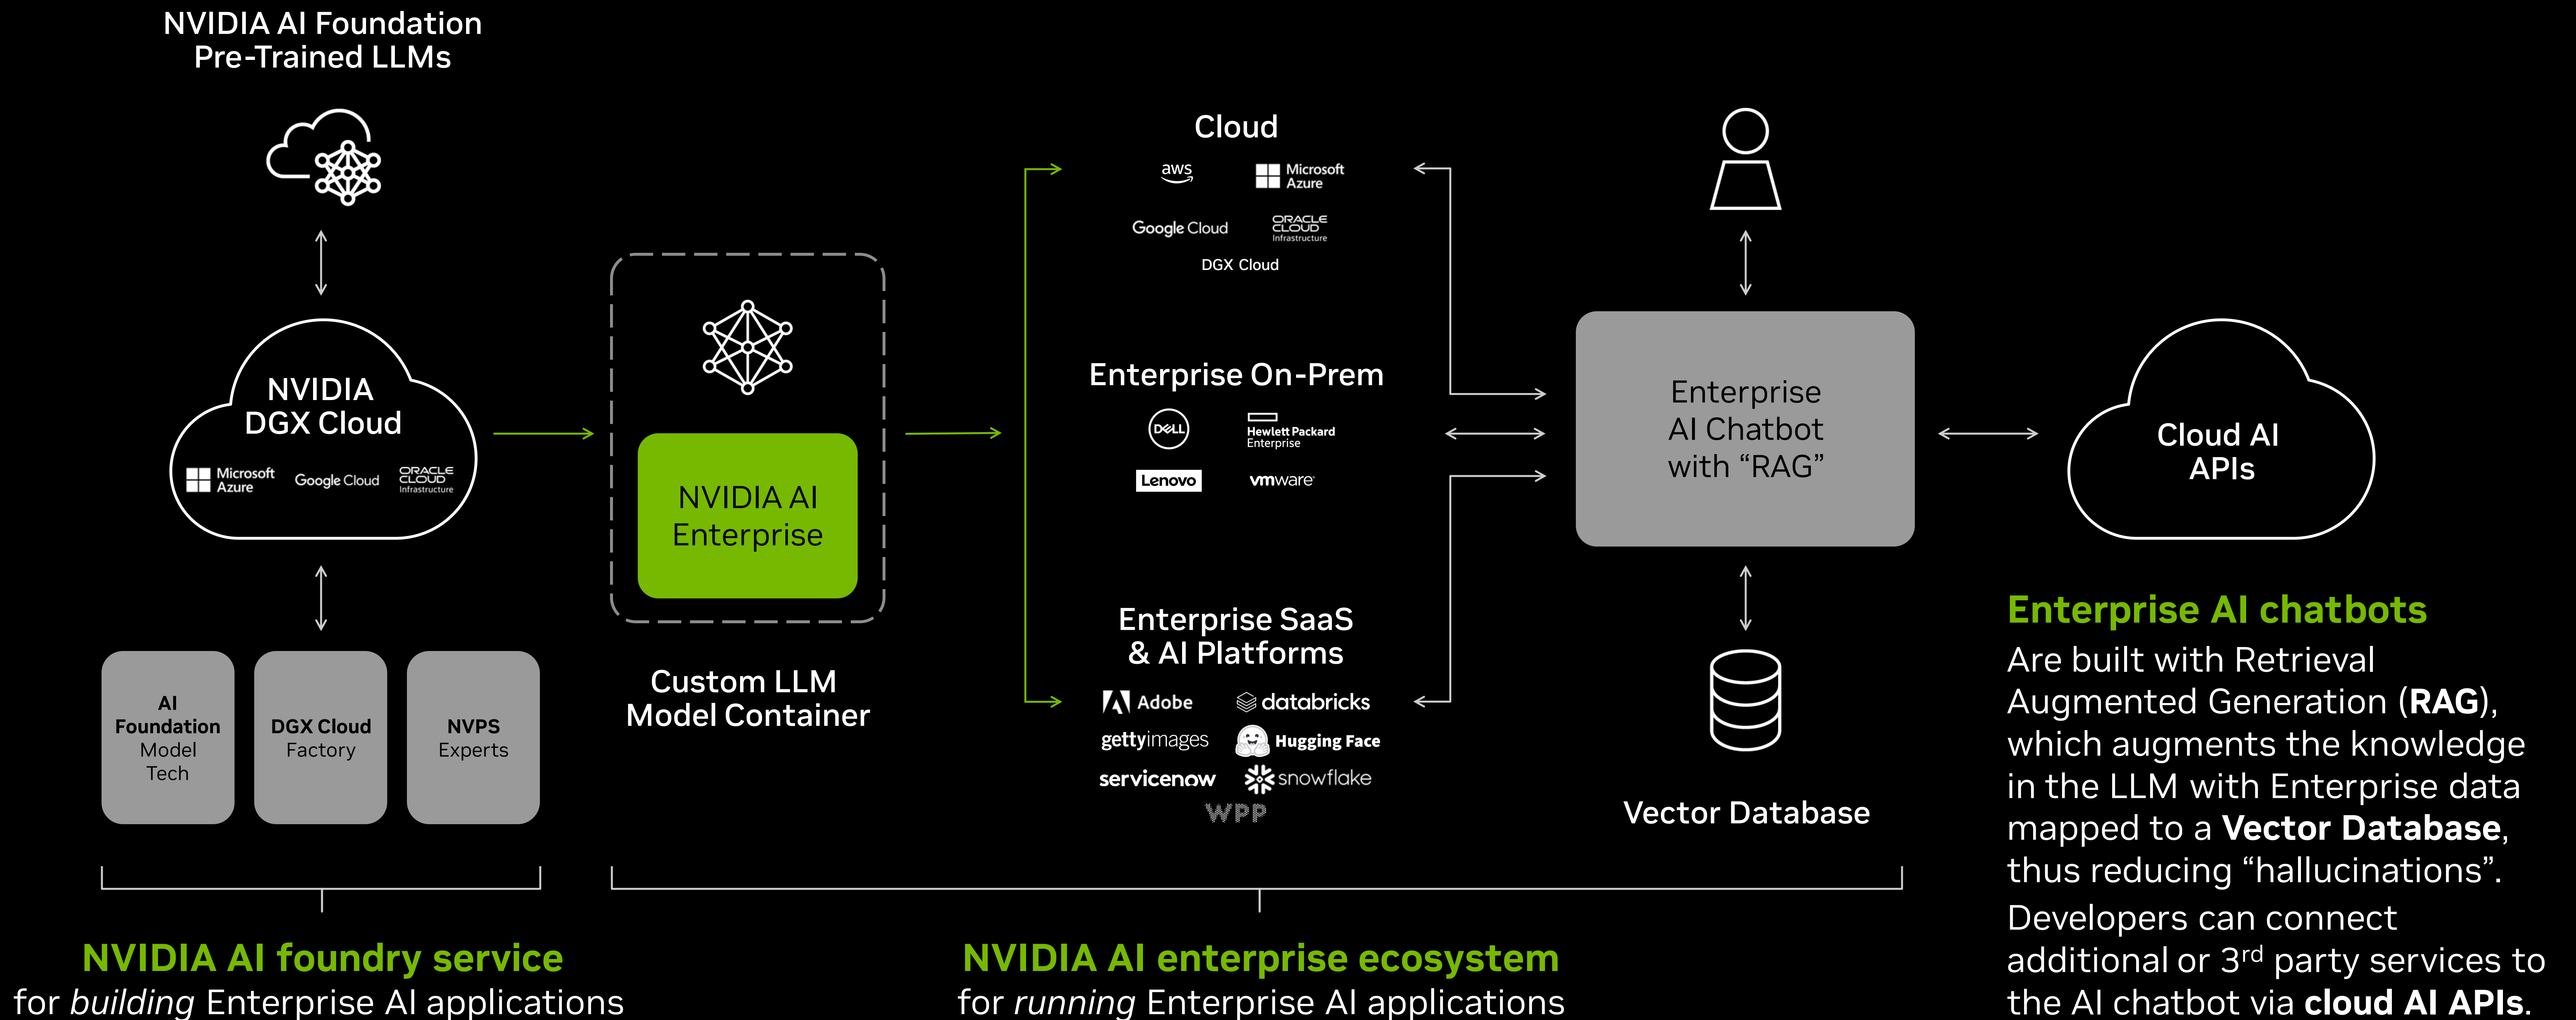 NVIDIA AI Foundation
Pre-Trained LLMs
NVIDIA
DGX Cloud
Microsoft
Azure
Google Cloud
ORACLE
CLOUD
Infrastructure
AI
Foundation
Model
Tech
DGX Cloud
Factory
NVPS
Experts
NVIDIA AI foundry service
for building Enterprise AI applications
NVIDIA AI
Enterprise
Custom LLM
Model Container
Cloud
aws
Microsoft
Azure
Google Cloud
ORACLE
CLOUD
Infrastructure
DGX Cloud
Enterprise On-Prem
DELL
Hewlett Packard
Enterprise
Lenovo
vmware®
Enterprise SaaS
& AI Platforms
Adobe
databricks
gettyimages
Hugging Face
servicenow
snowflake
WPP
Enterprise
AI Chatbot
with “RAG”
Vector Database
NVIDIA AI enterprise ecosystem
for running Enterprise AI applications
Cloud AI
APIs
Enterprise AI chatbots
Are built with Retrieval
Augmented Generation (RAG),
which augments the knowledge
in the LLM with Enterprise data
mapped to a Vector Database,
thus reducing “hallucinations”.
Developers can connect
additional or 3rd party services to
the AI chatbot via cloud AI APIs.